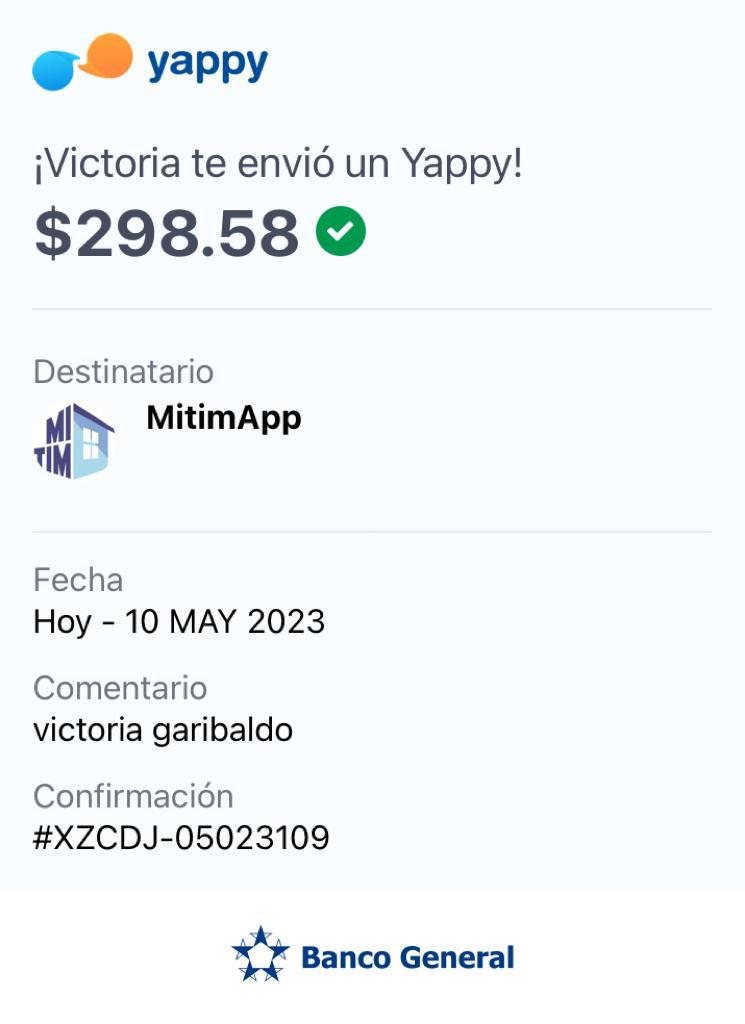 yappy
¡Victoria te envió un Yappy!
$298.58
Destinatario
MI
TIM
MitimApp
Fecha
Hoy - 10 MAY 2023
Comentario
victoria garibaldo
Confirmación
#XZCDJ-05023109
Banco General